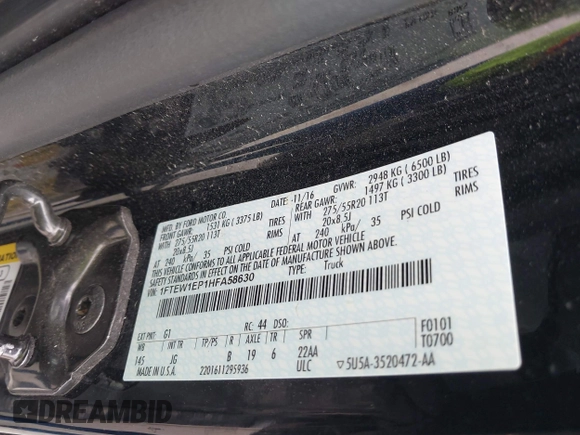 MFD. BY FORD MOTOR CO. -11/16 GVWR: 2948 KG ( 6500 LB)
FRONT GAWR: 1531 KG ( 3375 LB) REAR GAWR: 1497 KG ( 3300 LB)
WITH 275/55R20 113T TIRES WITH 275/55R20 113T TIRES
20x8.5J RIMS 20x8.5J RIMS
AT 240 kPa/ 35 PSI COLD AT 240 kPa/ 35 PSI COLD
THIS VEHICLE CONFORMS TO ALL APPLICABLE FEDERAL MOTOR VEHICLE
SAFETY STANDARDS IN EFFECT ON THE DATE OF MANUFACTURE SHOWN ABOVE.
VIN: 1FTEW1EP1HFA58630 TYPE: Truck
EXT PNT: G1 RC: 44 DSO: F0101
WB INT TR TP/PS R AXLE TR SPR T0700
145 JG B 19 6 22AA
MADE IN U.S.A. 2201611295936 ULC 5U5A-3520472-AA
DREAMBID